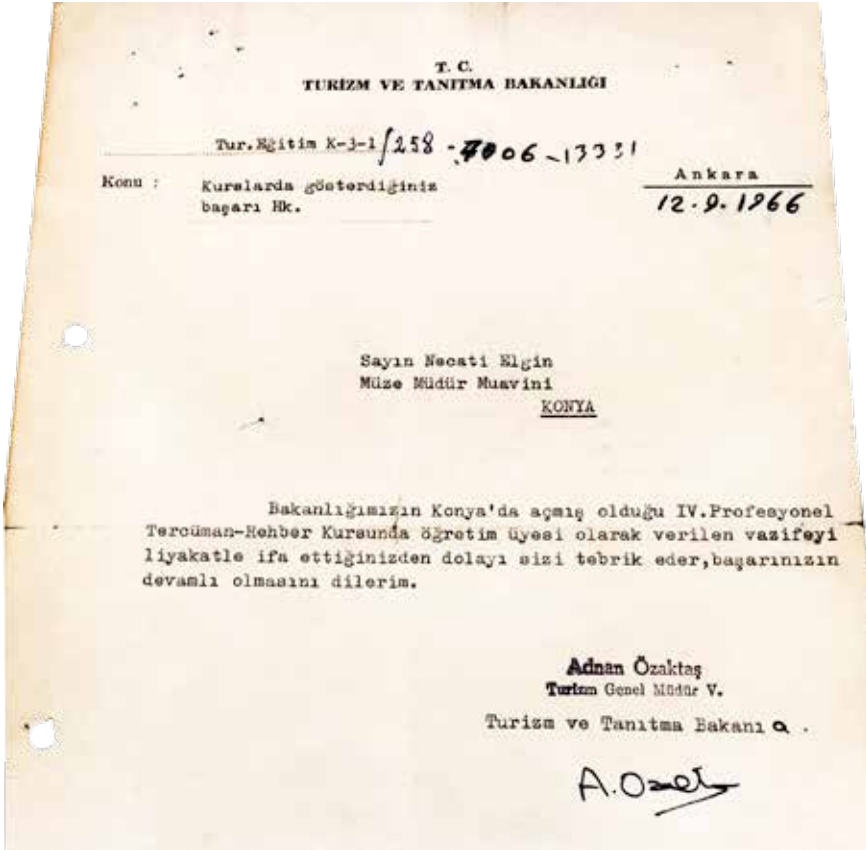 T. C.
TURİZM VE TANITMA BAKANLIĞI
Tur.Eğitim K-3-1/258-7006-13331
Konu : Kurslarda gösterdiğiniz
başarı Hk.
Ankara
12.9.1966
Sayın Necati Elgin
Müze Müdür Muavini
KONYA
Bakanlığımızın Konya'da açmış olduğu IV.Profesyonel
Tercüman-Rehber Kursunda öğretim üyesi olarak verilen vazifeyi
liyakatle ifa ettiğinizden dolayı sizi tebrik eder,başarınızın
devamlı olmasını dilerim.
Adnan Özaktaş
Turizm Genel Müdür V.
Turizm ve Tanıtma Bakanı a.